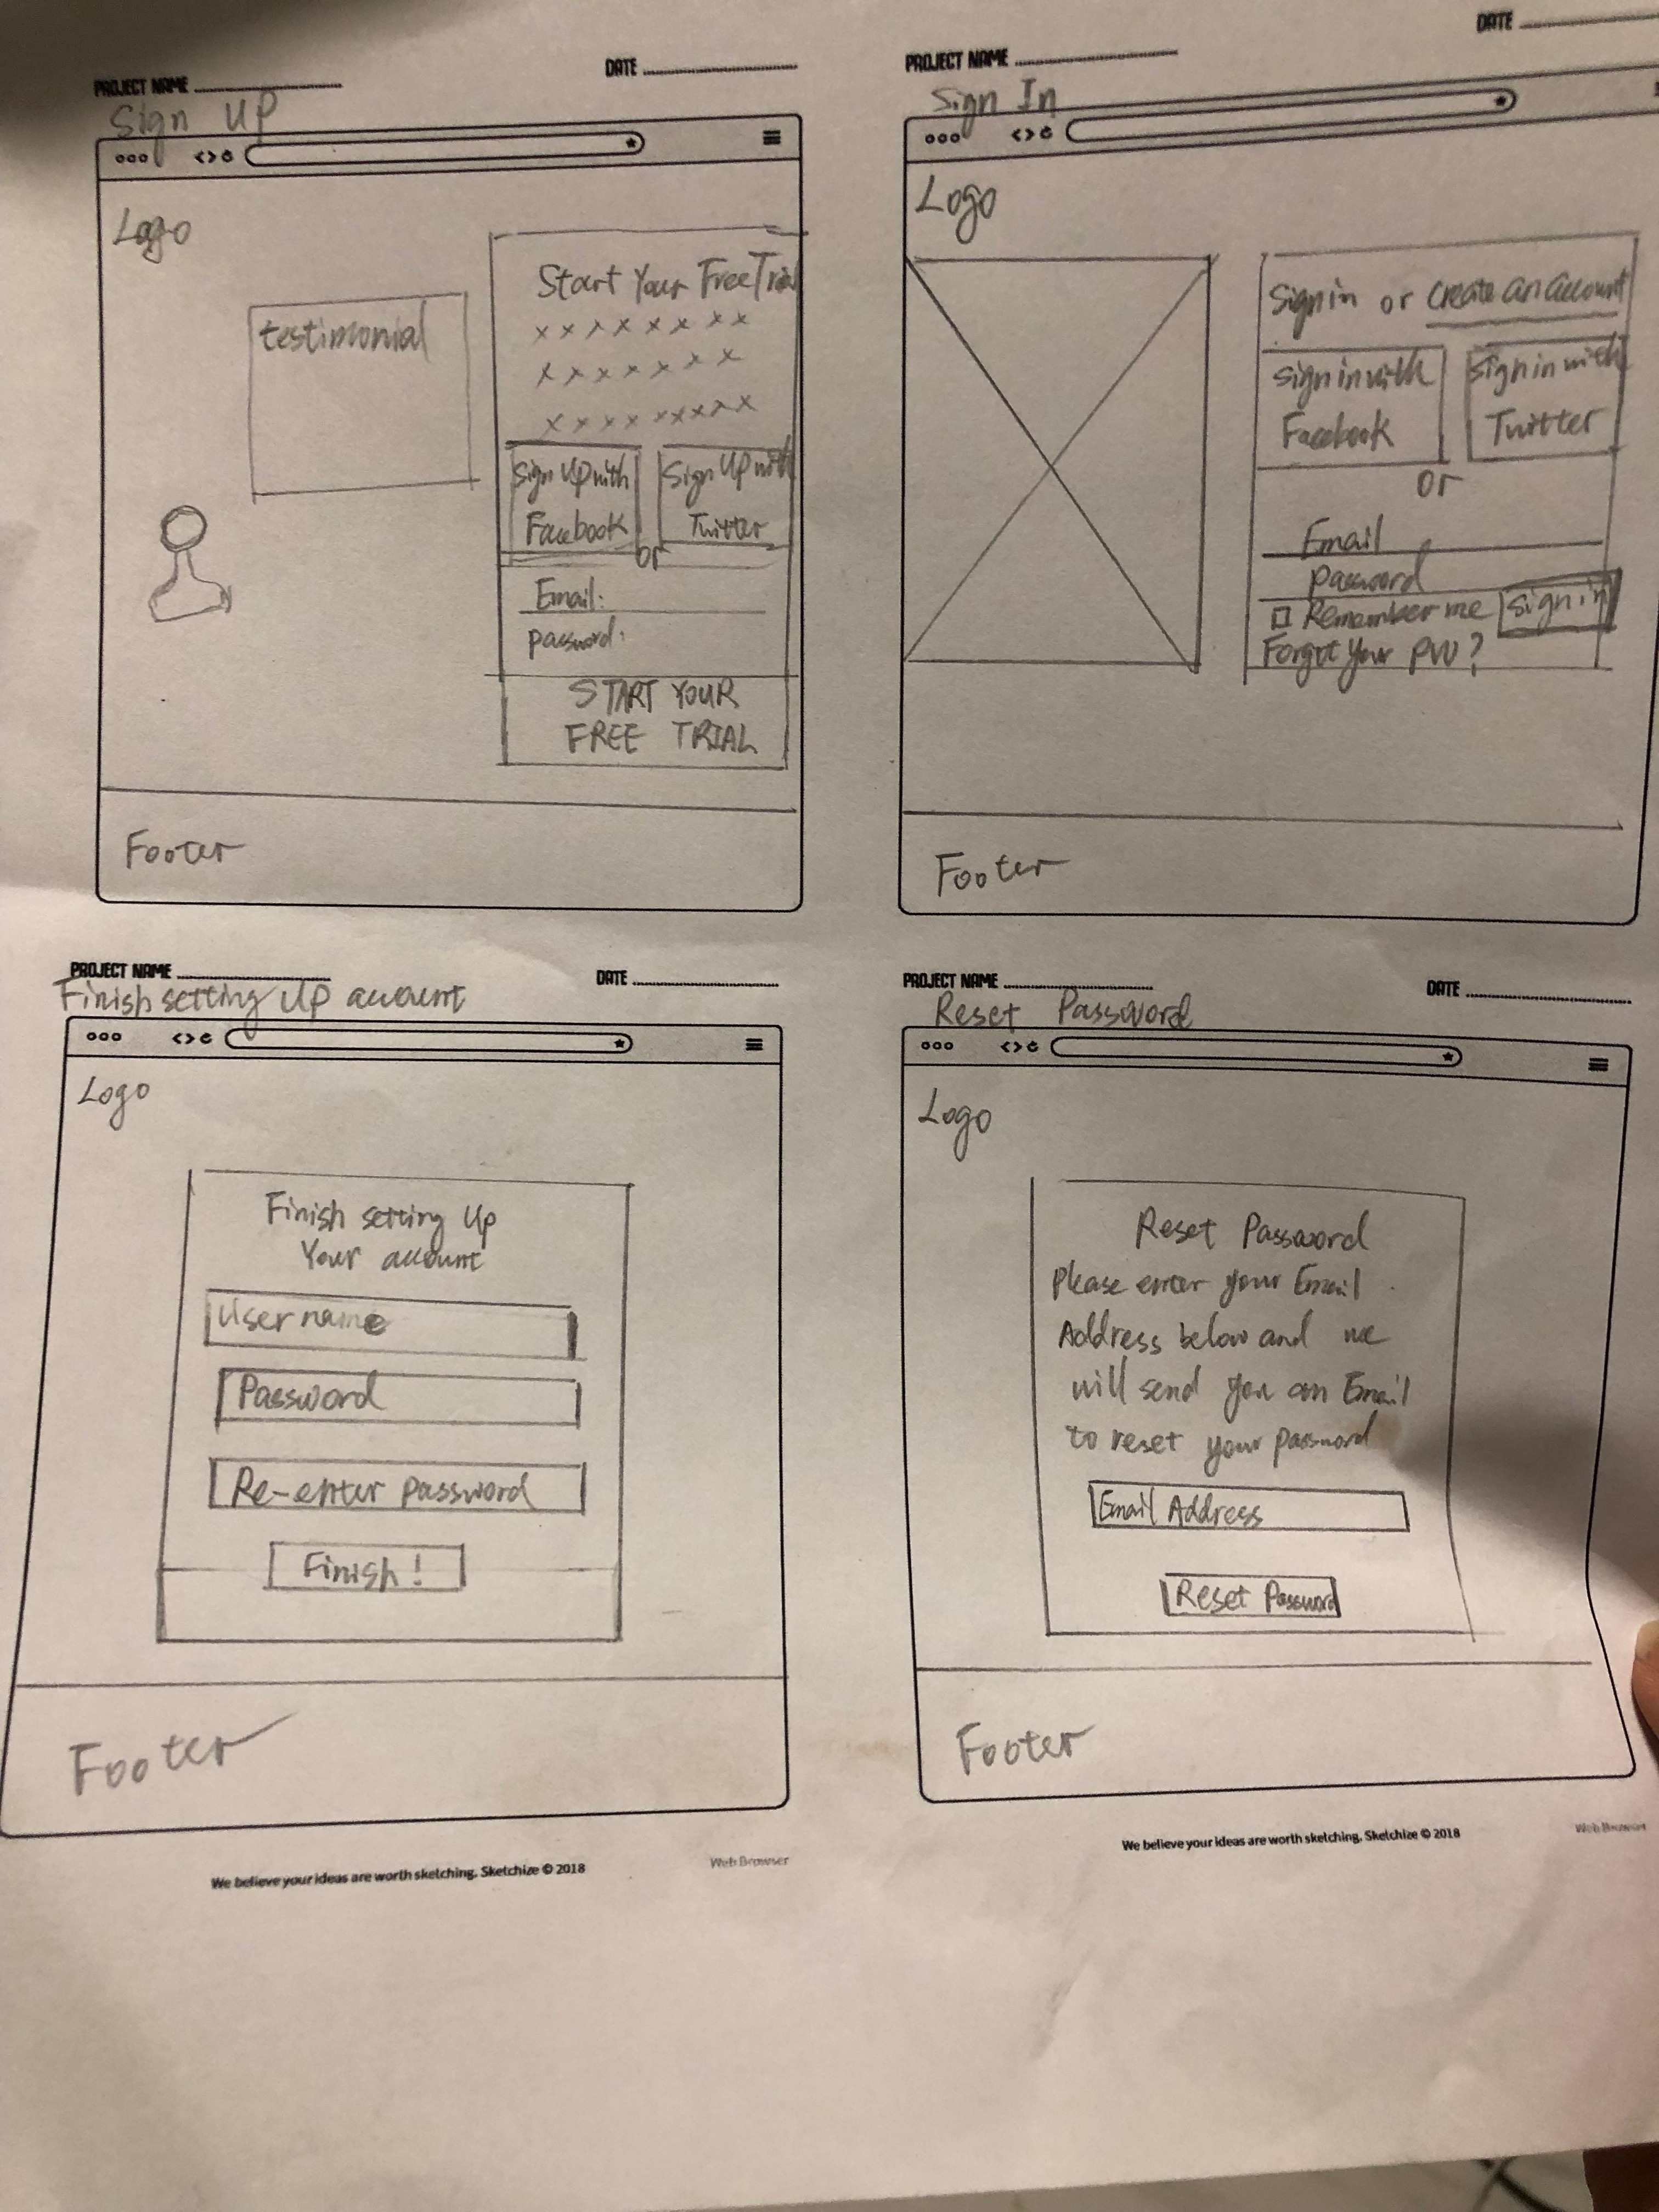 PROJECT NAME
DATE
Sign UP
Logo
testimonial
Start Your Free Trial
x x x x x x x x
x x x x x x x
x x x x x x x x x
Sign Up with
Facebook
Sign Up with
Twitter
or
Email:
password:
START YOUR
FREE TRIAL
Footer
PROJECT NAME
DATE
Sign In
Logo
Sign in or create an account
sign in with
Facebook
sign in with
Twitter
or
Email
password
Remember me
sign in
Forgot your pw?
Footer
PROJECT NAME
DATE
Finish setting Up account
Logo
Finish setting Up
Your account
User name
Password
Re-enter password
Finish!
Footer
We believe your ideas are worth sketching. Sketchize © 2018
Web Browser
PROJECT NAME
DATE
Reset Password
Logo
Reset Password
Please enter your Email
Address below and we
will send you an Email
to reset your password
Email Address
Reset Password
Footer
We believe your ideas are worth sketching. Sketchize © 2018
Web Browser